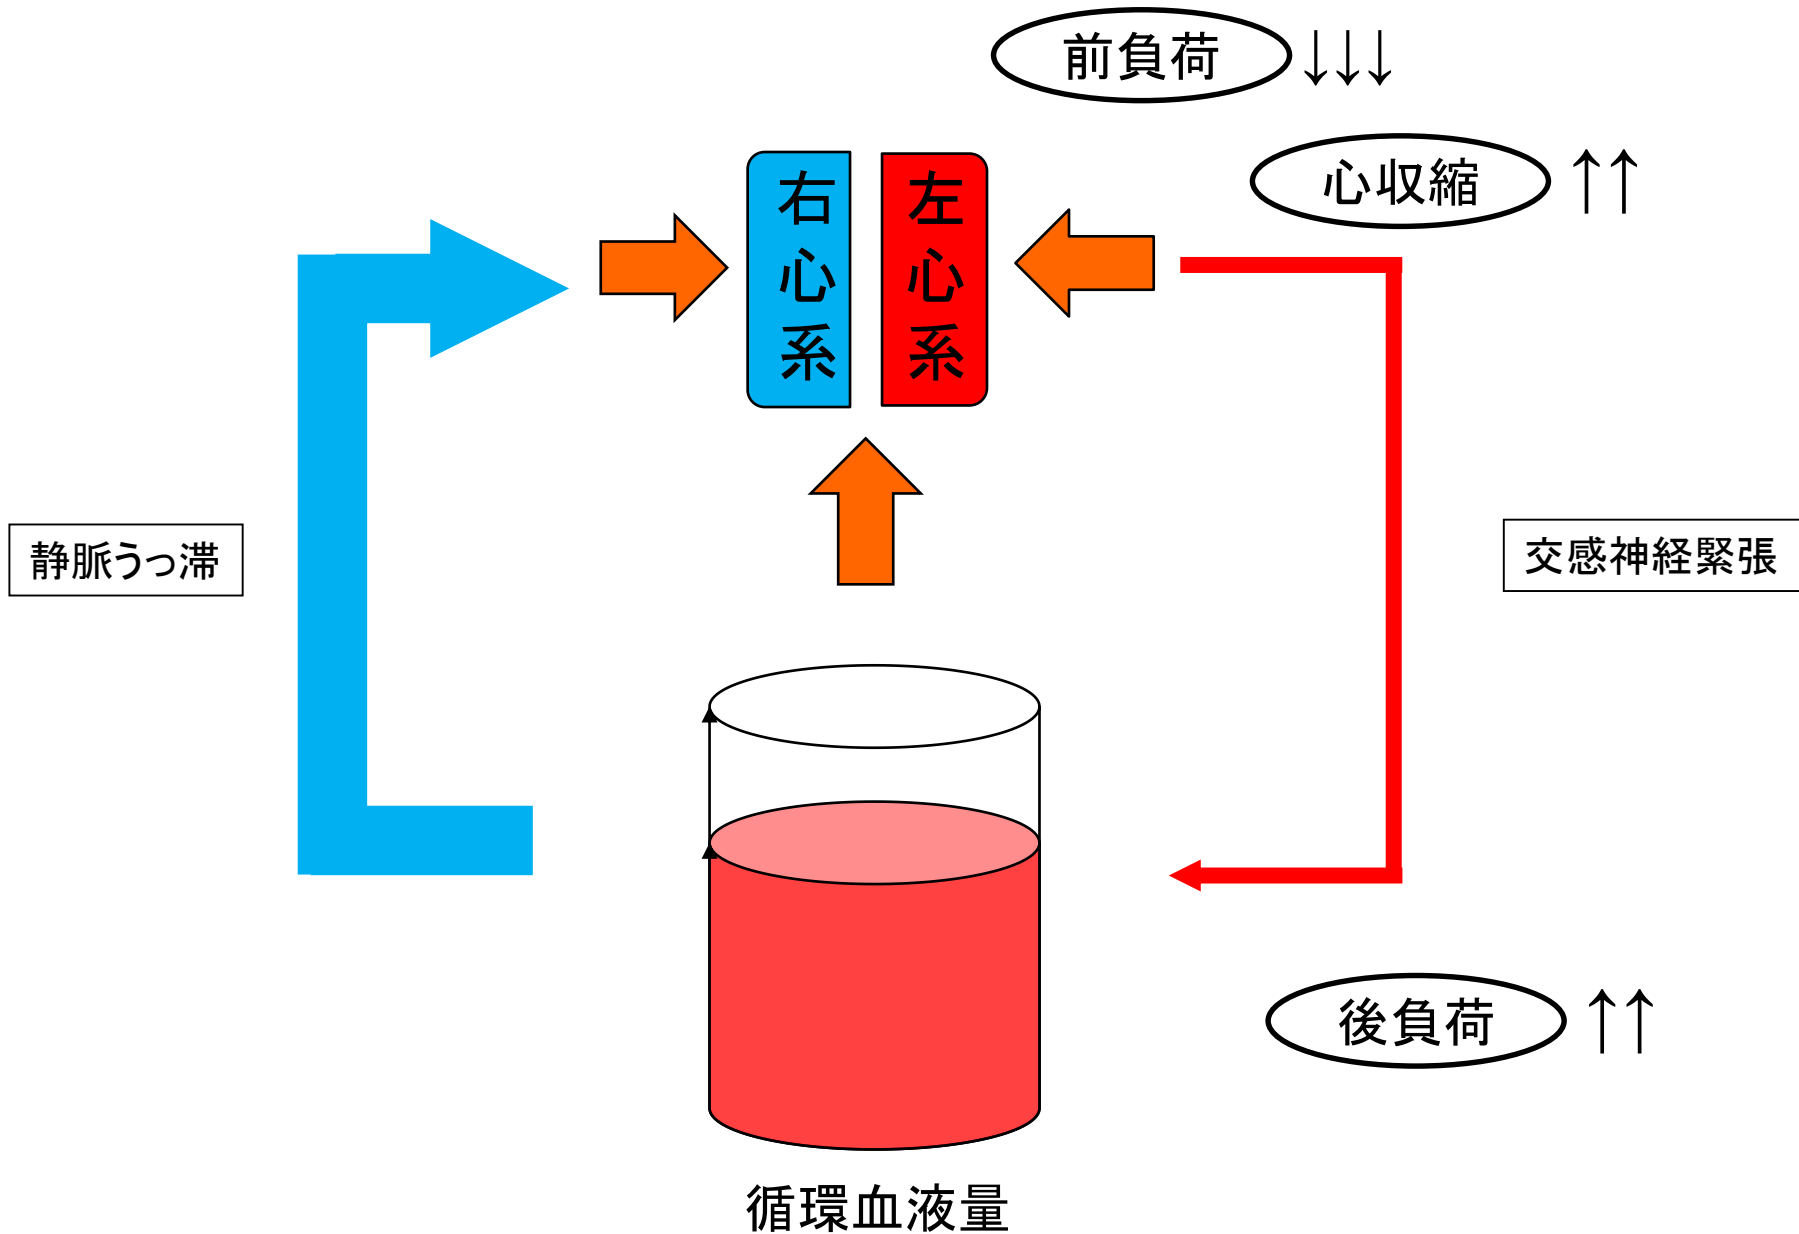 前負荷 ↓↓↓
心収縮 ↑↑
右心系
左心系
静脈うっ滞
交感神経緊張
後負荷 ↑↑
循環血液量